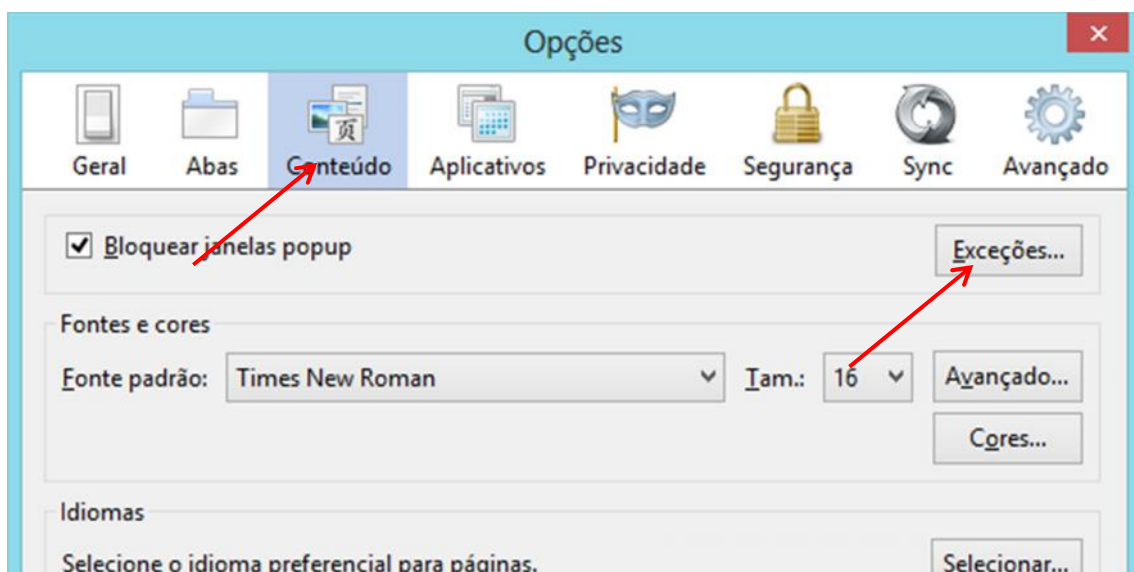 Opções
Geral Abas Conteúdo Aplicativos Privacidade Segurança Sync Avançado
Bloquear janelas popup Exceções...
Fontes e cores
Fonte padrão: Times New Roman Tam.: 16 Avançado...
Cores...
Idiomas
Selecione o idioma preferencial para páginas. Selecionar...